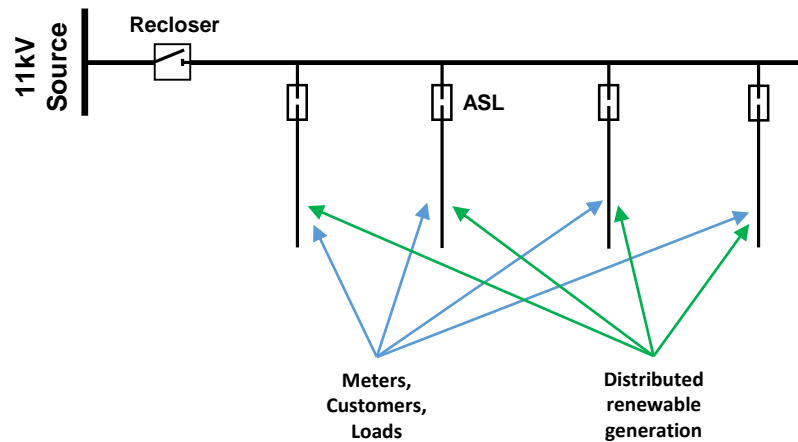 11kV
Source
Recloser
ASL
Meters,
Customers,
Loads
Distributed
renewable
generation